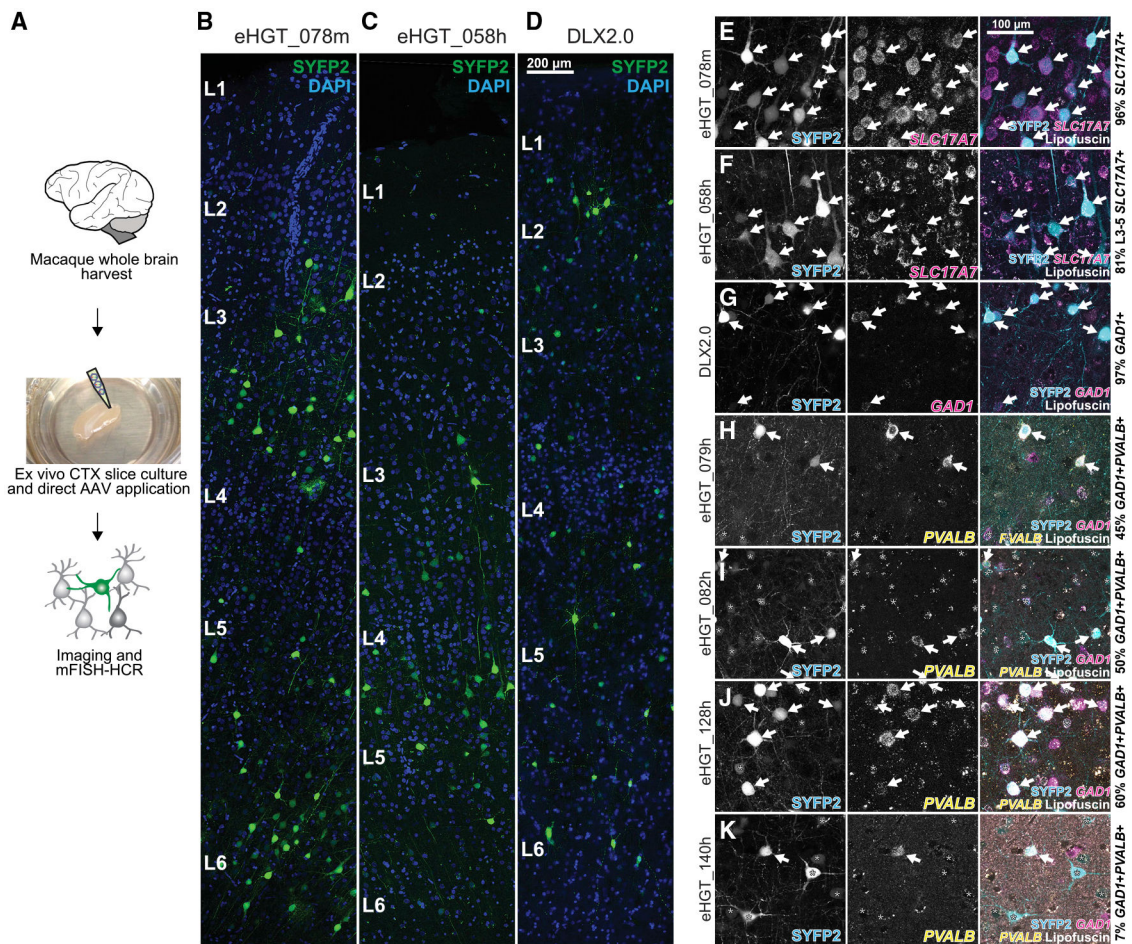 A
Macaque whole brain
harvest
Ex vivo CTX slice culture
and direct AAV application
Imaging and
mFISH-HCR
B
eHGT_078m
SYFP2
DAPI
L1
L2
L3
L4
L5
L6
C
eHGT_058h
SYFP2
DAPI
L1
L2
L3
L4
L5
L6
D
DLX2.0
200 µm
SYFP2
DAPI
L1
L2
L3
L4
L5
L6
E
eHGT_078m
SYFP2
SLC17A7
100 µm
SYFP2 SLC17A7
Lipofuscin
96% SLC17A7+
F
eHGT_058h
SYFP2
SLC17A7
SYFP2 SLC17A7
Lipofuscin
81% L3-5 SLC17A7+
G
DLX2.0
SYFP2
GAD1
SYFP2 GAD1
Lipofuscin
97% GAD1+
H
eHGT_079h
SYFP2
PVALB
SYFP2 GAD1
PVALB Lipofuscin
45% GAD1+PVALB+
I
eHGT_082h
SYFP2
PVALB
SYFP2 GAD1
PVALB Lipofuscin
50% GAD1+PVALB+
J
eHGT_128h
SYFP2
PVALB
SYFP2 GAD1
PVALB Lipofuscin
60% GAD1+PVALB+
K
eHGT_140h
SYFP2
PVALB
SYFP2 GAD1
PVALB Lipofuscin
7% GAD1+PVALB+